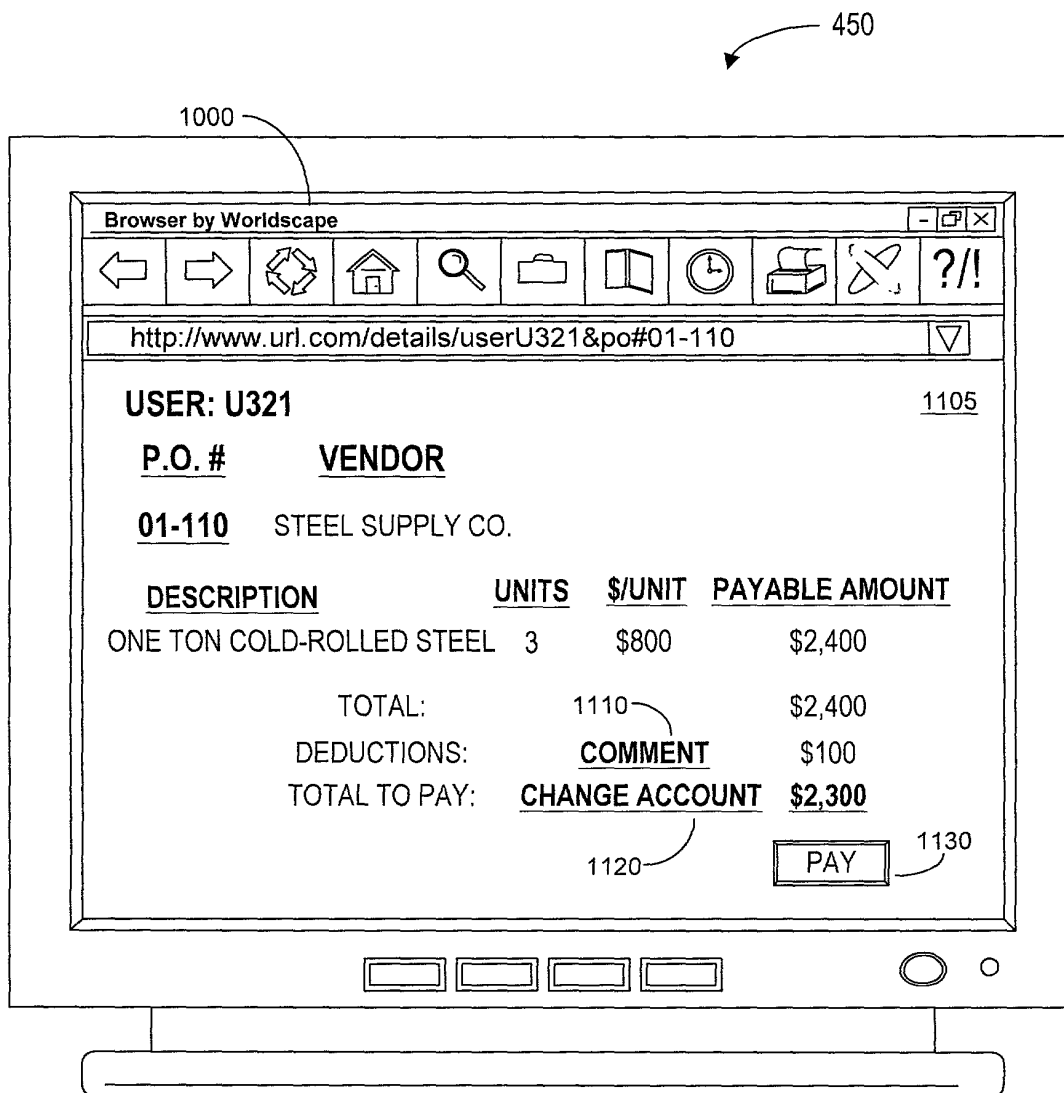 450
1000
Browser by Worldscape
?/!
http://www.url.com/details/userU321&po#01-110
USER: U321 1105
P.O. # VENDOR
01-110 STEEL SUPPLY CO.
DESCRIPTION UNITS $/UNIT PAYABLE AMOUNT
ONE TON COLD-ROLLED STEEL 3 $800 $2,400
TOTAL: 1110 $2,400
DEDUCTIONS: COMMENT $100
TOTAL TO PAY: CHANGE ACCOUNT $2,300
1120 PAY 1130